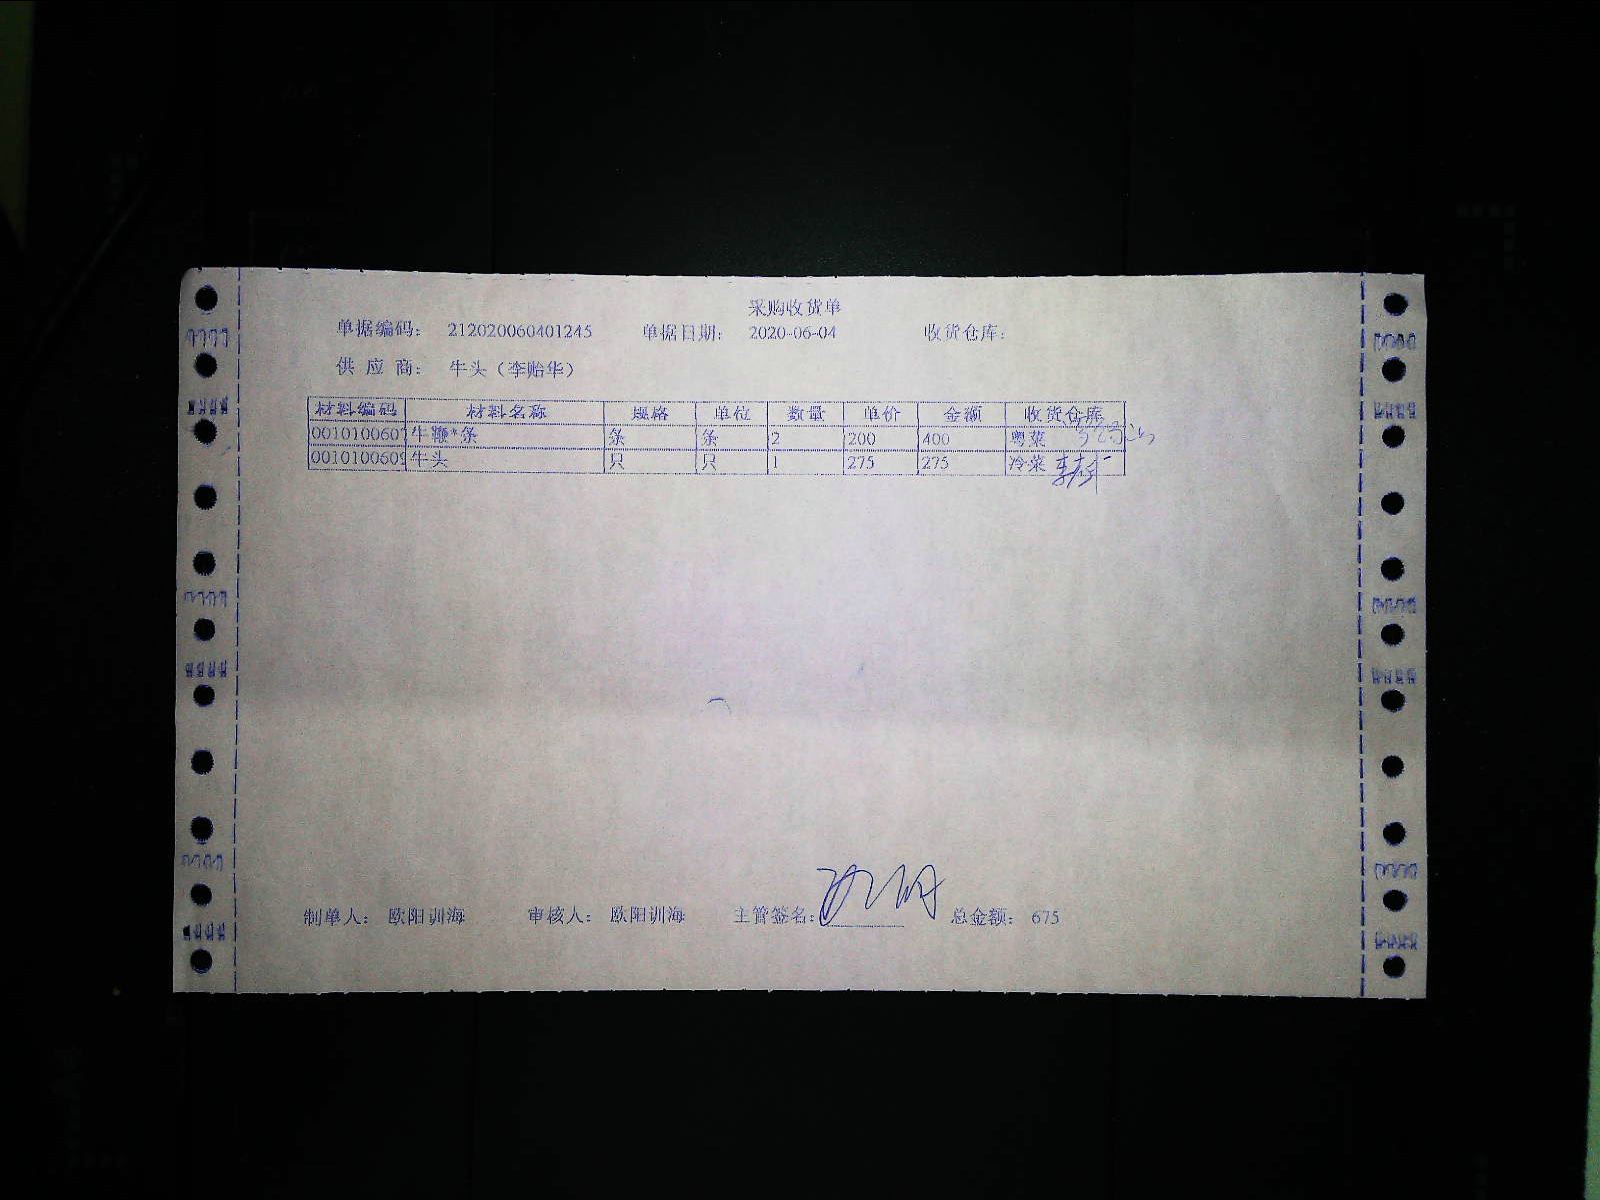 采购收货单
单据编码： 212020060401245 单据日期： 2020-06-04 收货仓库：
供 应 商： 牛头（李贻华）
材料编码 材料名称 规格 单位 数量 单价 金额 收货仓库
0010100607 牛鞭*条 条 条 2 200 400 粤菜
0010100609 牛头 只 只 1 275 275 冷菜
制单人： 欧阳训海 审核人： 欧阳训海 主管签名： 总金额： 675